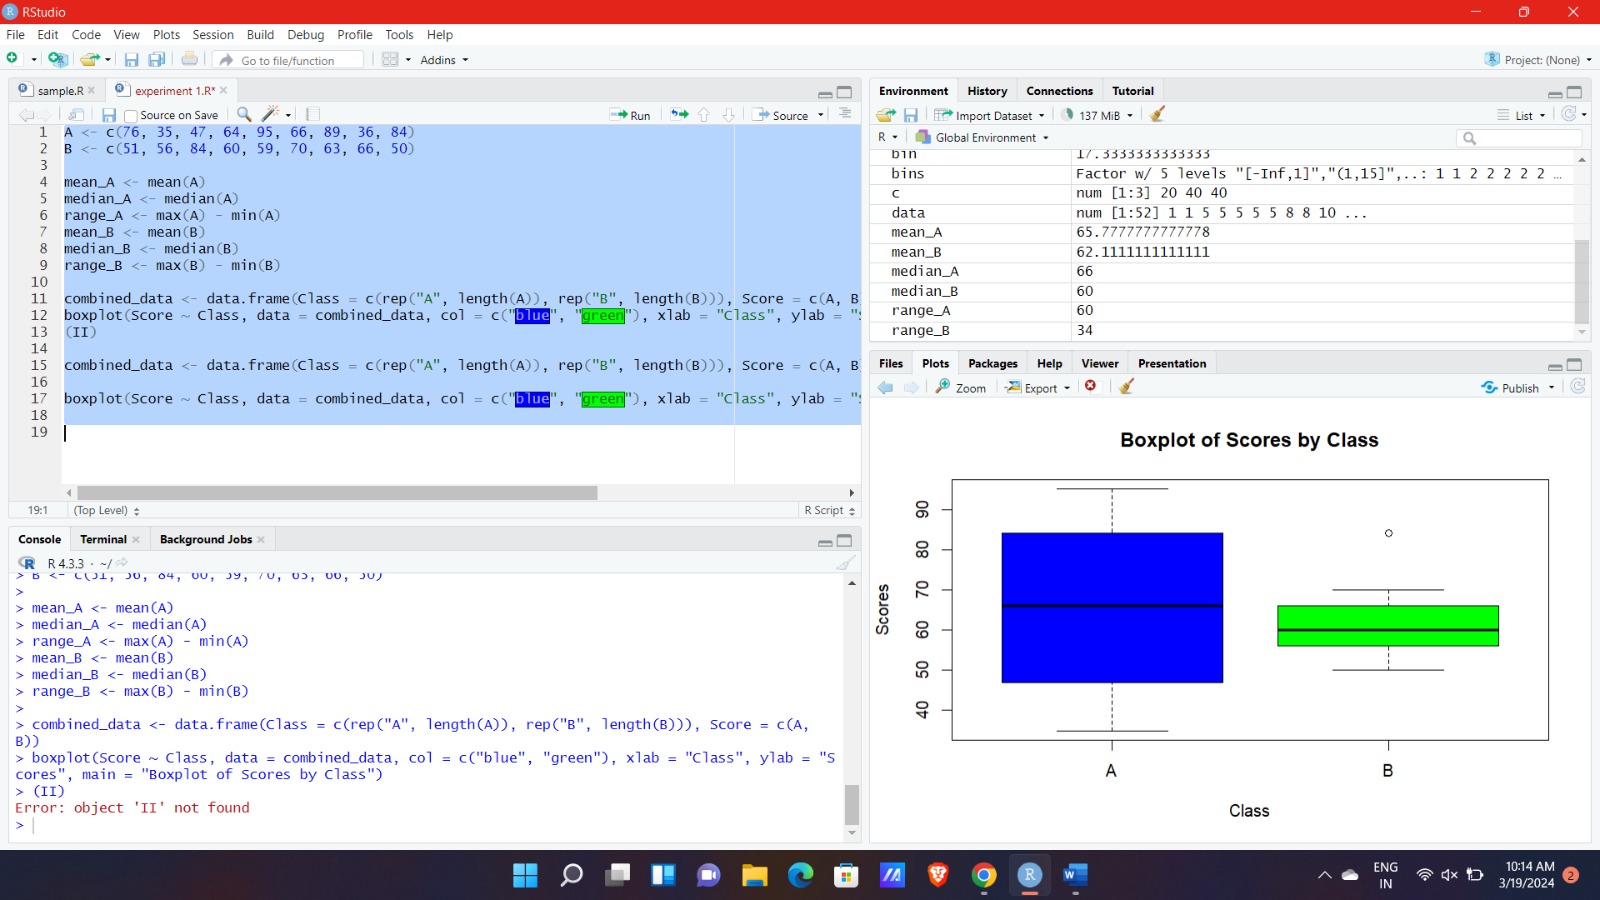 RStudio
File Edit Code View Plots Session Build Debug Profile Tools Help
Go to file/function Addins Project: (None)
sample.R experiment 1.R*
Source on Save Run Source
1 A <- c(76, 35, 47, 64, 95, 66, 89, 36, 84)
2 B <- c(51, 56, 84, 60, 59, 70, 63, 66, 50)
3
4 mean_A <- mean(A)
5 median_A <- median(A)
6 range_A <- max(A) - min(A)
7 mean_B <- mean(B)
8 median_B <- median(B)
9 range_B <- max(B) - min(B)
10
11 combined_data <- data.frame(Class = c(rep("A", length(A)), rep("B", length(B))), Score = c(A, B
12 boxplot(Score ~ Class, data = combined_data, col = c("blue", "green"), xlab = "Class", ylab = "S
13 (II)
14
15 combined_data <- data.frame(Class = c(rep("A", length(A)), rep("B", length(B))), Score = c(A, B
16
17 boxplot(Score ~ Class, data = combined_data, col = c("blue", "green"), xlab = "Class", ylab = "S
18
19
19:1 (Top Level) R Script
Console Terminal Background Jobs
R 4.3.3 · ~/
> B <- c(51, 56, 84, 60, 59, 70, 63, 66, 50)
>
> mean_A <- mean(A)
> median_A <- median(A)
> range_A <- max(A) - min(A)
> mean_B <- mean(B)
> median_B <- median(B)
> range_B <- max(B) - min(B)
>
> combined_data <- data.frame(Class = c(rep("A", length(A)), rep("B", length(B))), Score = c(A,
B))
> boxplot(Score ~ Class, data = combined_data, col = c("blue", "green"), xlab = "Class", ylab = "S
cores", main = "Boxplot of Scores by Class")
> (II)
Error: object 'II' not found
>
Environment History Connections Tutorial
Import Dataset 137 MiB List
R Global Environment
bin 17.3333333333333
bins Factor w/ 5 levels "[-Inf,1]","(1,15]",..: 1 1 2 2 2 2 2 …
c num [1:3] 20 40 40
data num [1:52] 1 1 5 5 5 5 5 8 8 10 ...
mean_A 65.7777777777778
mean_B 62.1111111111111
median_A 66
median_B 60
range_A 60
range_B 34
Files Plots Packages Help Viewer Presentation
Zoom Export Publish
Boxplot of Scores by Class
Scores
90
80
70
60
50
40
A B
Class
ENG
IN
10:14 AM
3/19/2024
2